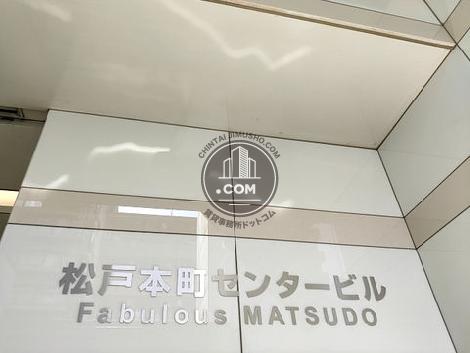 CHINTAIJIMUSHO.COM
.COM
賃貸事務所ドットコム
松戸本町センタービル
Fabulous MATSUDO